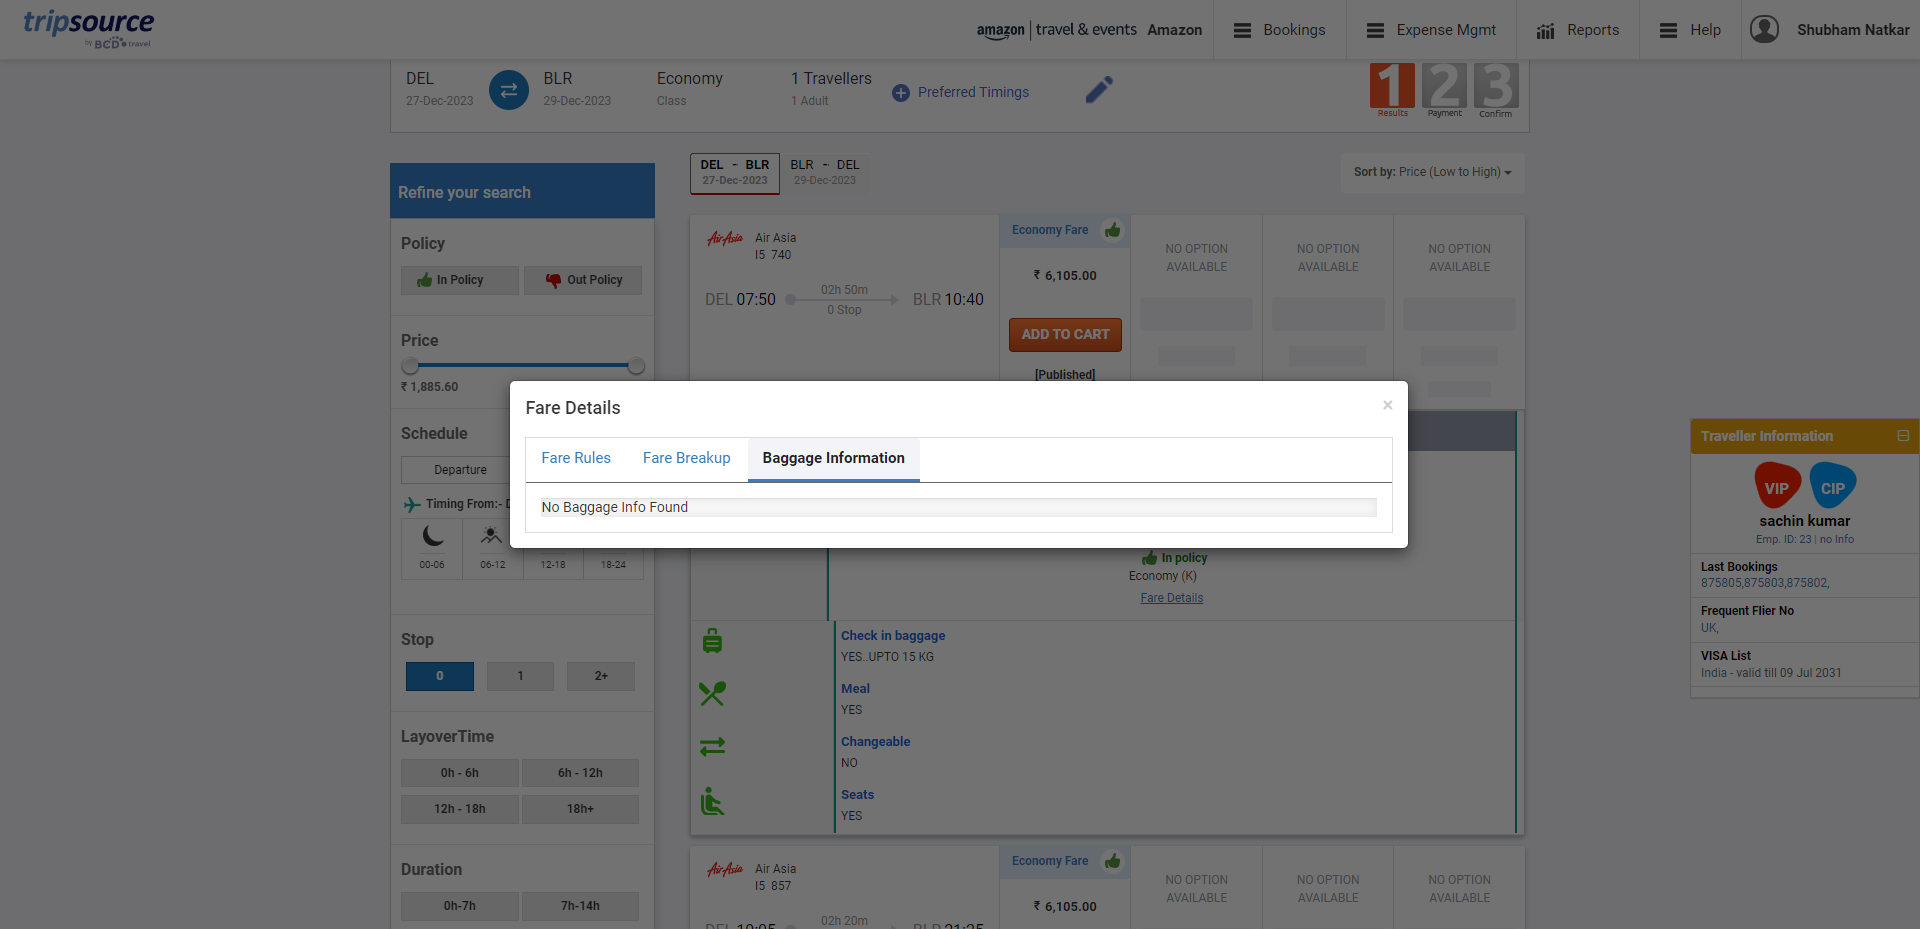 tripsource
by BCD travel
amazon | travel & events Amazon
Bookings
Expense Mgmt
Reports
Help
Shubham Natkar
DEL
27-Dec-2023
BLR
29-Dec-2023
Economy
Class
1 Travellers
1 Adult
Preferred Timings
1 2 3
Results Payment Confirm
Refine your search
Policy
In Policy
Out Policy
Price
₹ 1,885.60
Schedule
Departure
Timing From:- D
00-06 06-12 12-18 18-24
Stop
0 1 2+
LayoverTime
0h - 6h 6h - 12h
12h - 18h 18h+
Duration
0h-7h 7h-14h
DEL - BLR
27-Dec-2023
BLR - DEL
29-Dec-2023
Sort by: Price (Low to High)
Air Asia
Air Asia
I5 740
DEL 07:50
02h 50m
0 Stop
BLR 10:40
Economy Fare
₹ 6,105.00
ADD TO CART
[Published]
NO OPTION
AVAILABLE
NO OPTION
AVAILABLE
NO OPTION
AVAILABLE
Fare Details
×
Fare Rules
Fare Breakup
Baggage Information
No Baggage Info Found
In policy
Economy (K)
Fare Details
Check in baggage
YES..UPTO 15 KG
Meal
YES
Changeable
NO
Seats
YES
Air Asia
Air Asia
I5 857
02h 20m
Economy Fare
₹ 6,105.00
NO OPTION
AVAILABLE
NO OPTION
AVAILABLE
NO OPTION
AVAILABLE
Traveller Information
VIP CIP
sachin kumar
Emp. ID: 23 | no Info
Last Bookings
875805,875803,875802,
Frequent Flier No
UK,
VISA List
India - valid till 09 Jul 2031